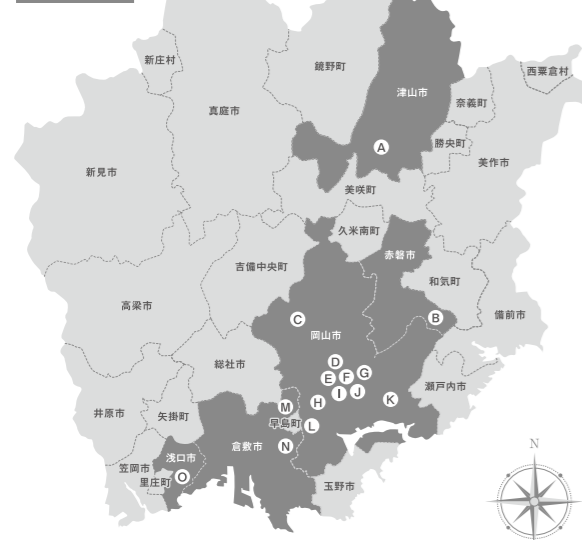 新庄村
鏡野町
津山市
西粟倉村
真庭市
奈義町
勝央町
A
新見市
美作市
美咲町
久米南町
赤磐市
吉備中央町
和気町
高梁市
C
B
備前市
岡山市
総社市
D
E
F
G
瀬戸内市
I
J
K
H
M
井原市
矢掛町
早島町
L
倉敷市
N
浅口市
笠岡市
O
里庄町
玉野市
N